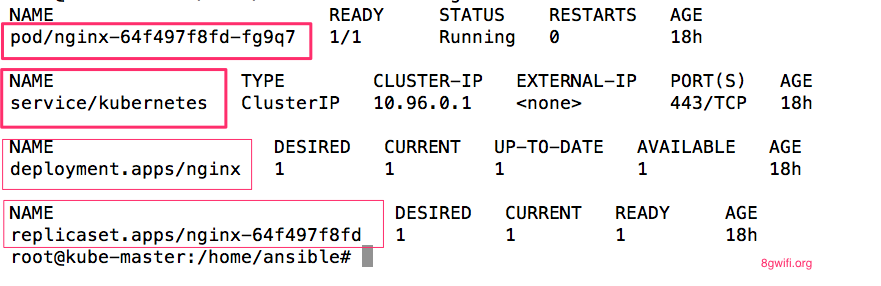 NAME READY STATUS RESTARTS AGE
pod/nginx-64f497f8fd-fg9q7 1/1 Running 0 18h
NAME TYPE CLUSTER-IP EXTERNAL-IP PORT(S) AGE
service/kubernetes ClusterIP 10.96.0.1 <none> 443/TCP 18h
NAME DESIRED CURRENT UP-TO-DATE AVAILABLE AGE
deployment.apps/nginx 1 1 1 1 18h
NAME DESIRED CURRENT READY AGE
replicaset.apps/nginx-64f497f8fd 1 1 1 18h
root@kube-master:/home/ansible#
8gwifi.org